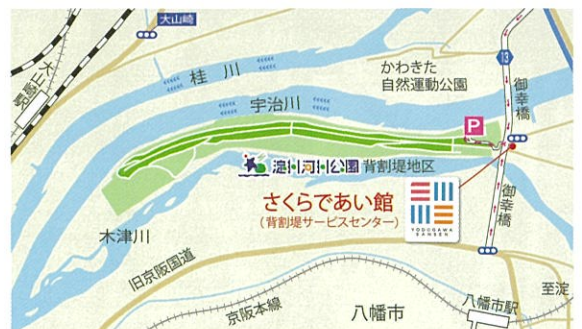 大山崎
大山崎駅
桂川
宇治川
かわきた
自然運動公園
13
御幸橋
P
淀川河川公園 背割堤地区
さくらであい館
(背割堤サービスセンター)
YODOGAWA
SANSEN
御幸橋
木津川
旧京阪国道
京阪本線
八幡市
八幡市駅
至淀